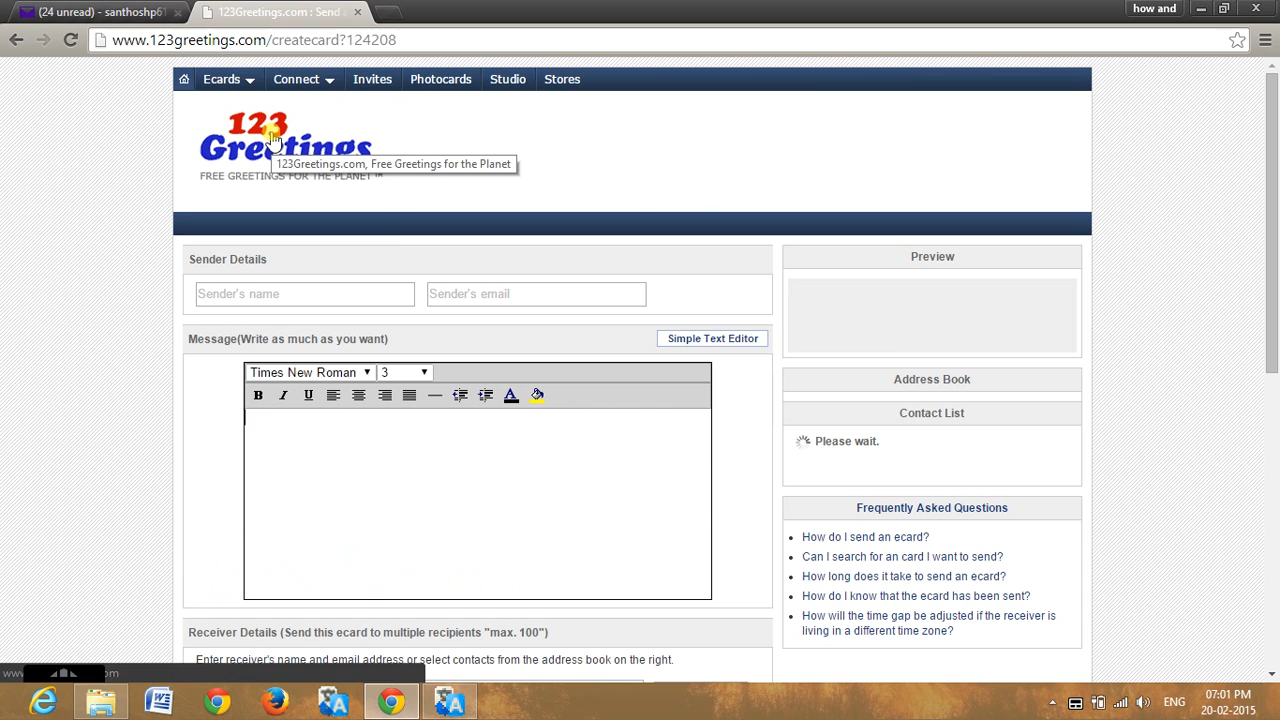 (24 unread) - santhoshp61
123Greetings.com : Send a
how and
www.123greetings.com/createcard?124208
Ecards Connect Invites Photocards Studio Stores
123
Greetings
123Greetings.com, Free Greetings for the Planet
FREE GREETINGS FOR THE PLANET ™
Sender Details
Sender's name Sender's email
Message(Write as much as you want) Simple Text Editor
Times New Roman 3
B I U A
Receiver Details (Send this ecard to multiple recipients "max. 100")
Enter receiver's name and email address or select contacts from the address book on the right.
Preview
Address Book
Contact List
Please wait.
Frequently Asked Questions
How do I send an ecard?
Can I search for an card I want to send?
How long does it take to send an ecard?
How do I know that the ecard has been sent?
How will the time gap be adjusted if the receiver is
living in a different time zone?
ENG
07:01 PM
20-02-2015